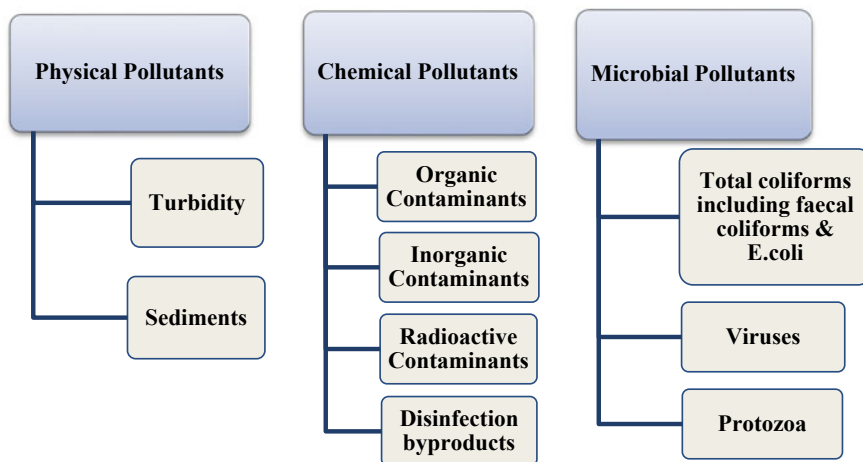 Physical Pollutants
Turbidity
Sediments
Chemical Pollutants
Organic
Contaminants
Inorganic
Contaminants
Radioactive
Contaminants
Disinfection
byproducts
Microbial Pollutants
Total coliforms
including faecal
coliforms &
E.coli
Viruses
Protozoa